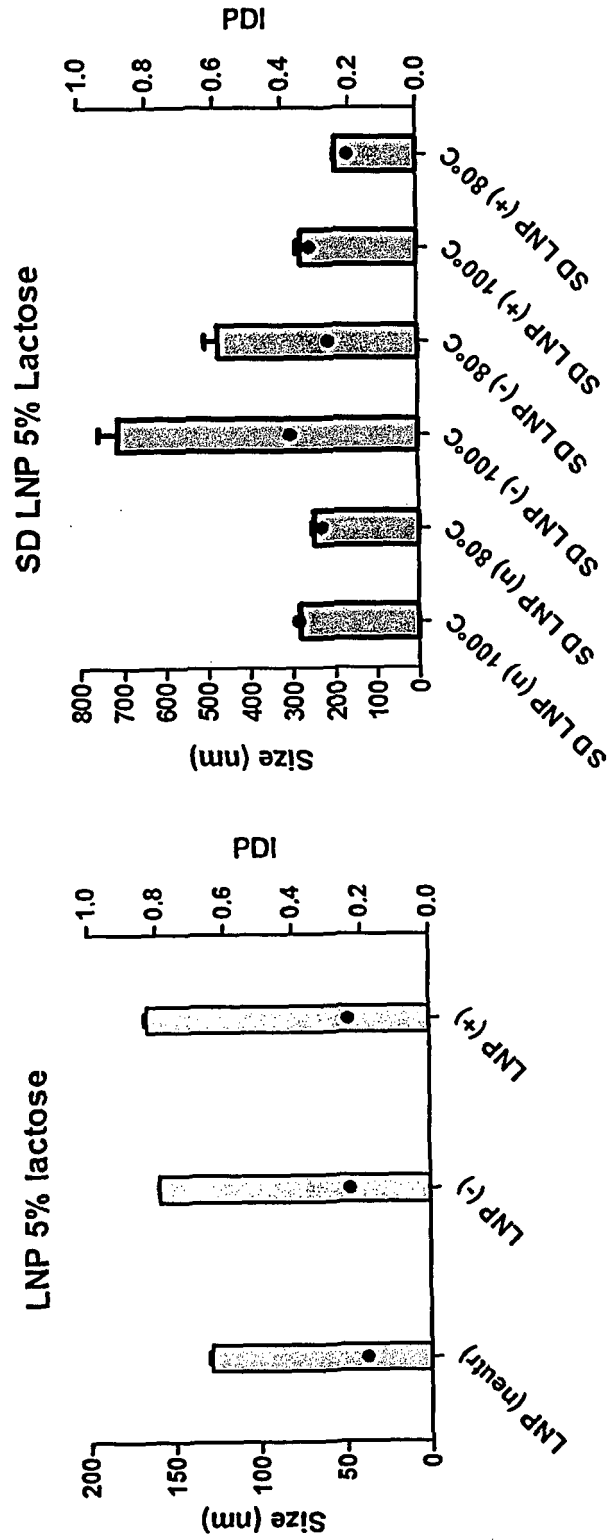 LNP 5% lactose
Size (nm)
200
150
100
50
0
PDI
1.0
0.8
0.6
0.4
0.2
0.0
LNP (neutr)
LNP (-)
LNP (+)
SD LNP 5% Lactose
Size (nm)
800
700
600
500
400
300
200
100
0
PDI
1.0
0.8
0.6
0.4
0.2
0.0
SD LNP (n) 100°C
SD LNP (n) 80°C
SD LNP (-) 100°C
SD LNP (-) 80°C
SD LNP (+) 100°C
SD LNP (+) 80°C